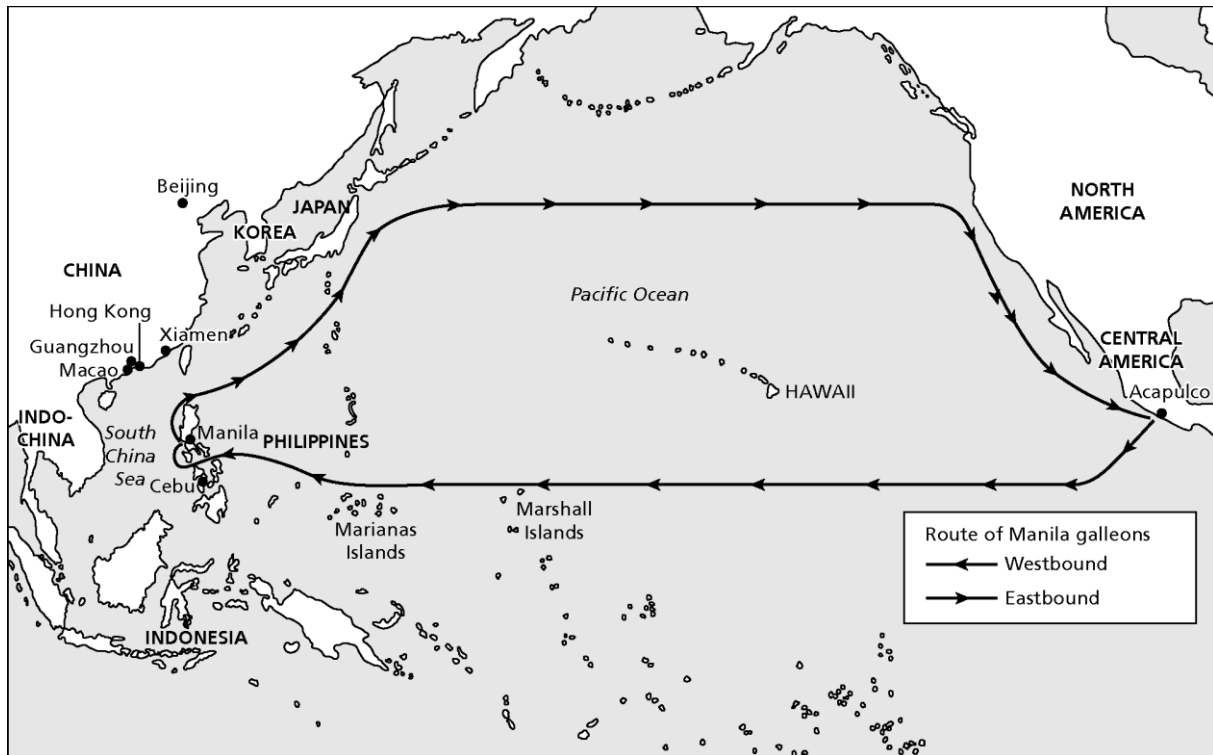 Beijing
JAPAN
KOREA
NORTH
AMERICA
CHINA
Pacific Ocean
Hong Kong
Xiamen
Guangzhou
Macao
CENTRAL
AMERICA
HAWAII
Acapulco
INDO-
CHINA
South
China
Sea
Manila
PHILIPPINES
Cebu
Marianas
Islands
Marshall
Islands
Route of Manila galleons
Westbound
Eastbound
INDONESIA